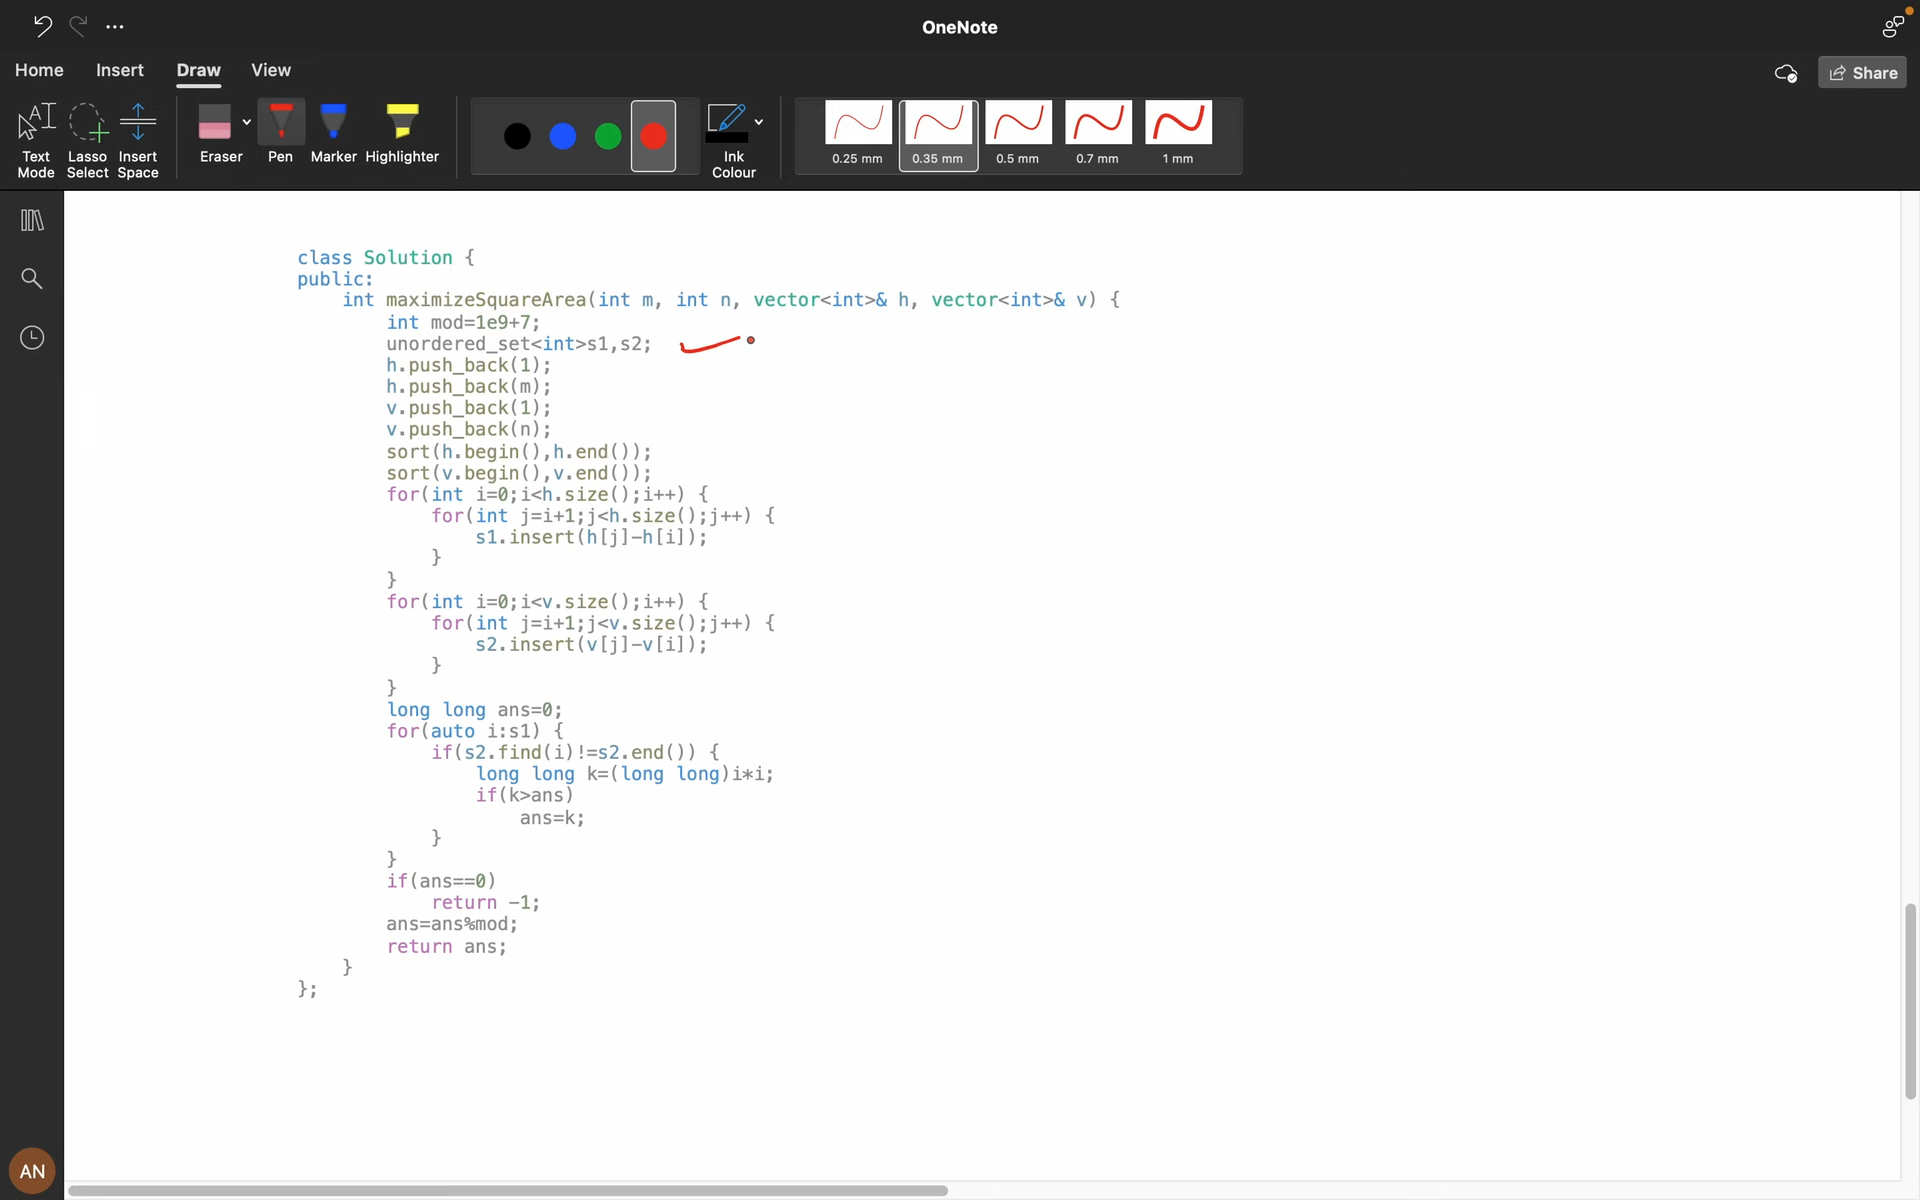 OneNote
Home Insert Draw View
Share
Text Mode
Lasso Select
Insert Space
Eraser
Pen
Marker
Highlighter
Ink Colour
0.25 mm
0.35 mm
0.5 mm
0.7 mm
1 mm
class Solution {
public:
    int maximizeSquareArea(int m, int n, vector<int>& h, vector<int>& v) {
        int mod=1e9+7;
        unordered_set<int>s1,s2;
        h.push_back(1);
        h.push_back(m);
        v.push_back(1);
        v.push_back(n);
        sort(h.begin(),h.end());
        sort(v.begin(),v.end());
        for(int i=0;i<h.size();i++) {
            for(int j=i+1;j<h.size();j++) {
                s1.insert(h[j]-h[i]);
            }
        }
        for(int i=0;i<v.size();i++) {
            for(int j=i+1;j<v.size();j++) {
                s2.insert(v[j]-v[i]);
            }
        }
        long long ans=0;
        for(auto i:s1) {
            if(s2.find(i)!=s2.end()) {
                long long k=(long long)i*i;
                if(k>ans)
                    ans=k;
            }
        }
        if(ans==0)
            return -1;
        ans=ans%mod;
        return ans;
    }
};
AN